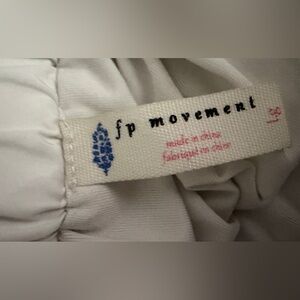 fp movement
made in china
fabriqué en chine